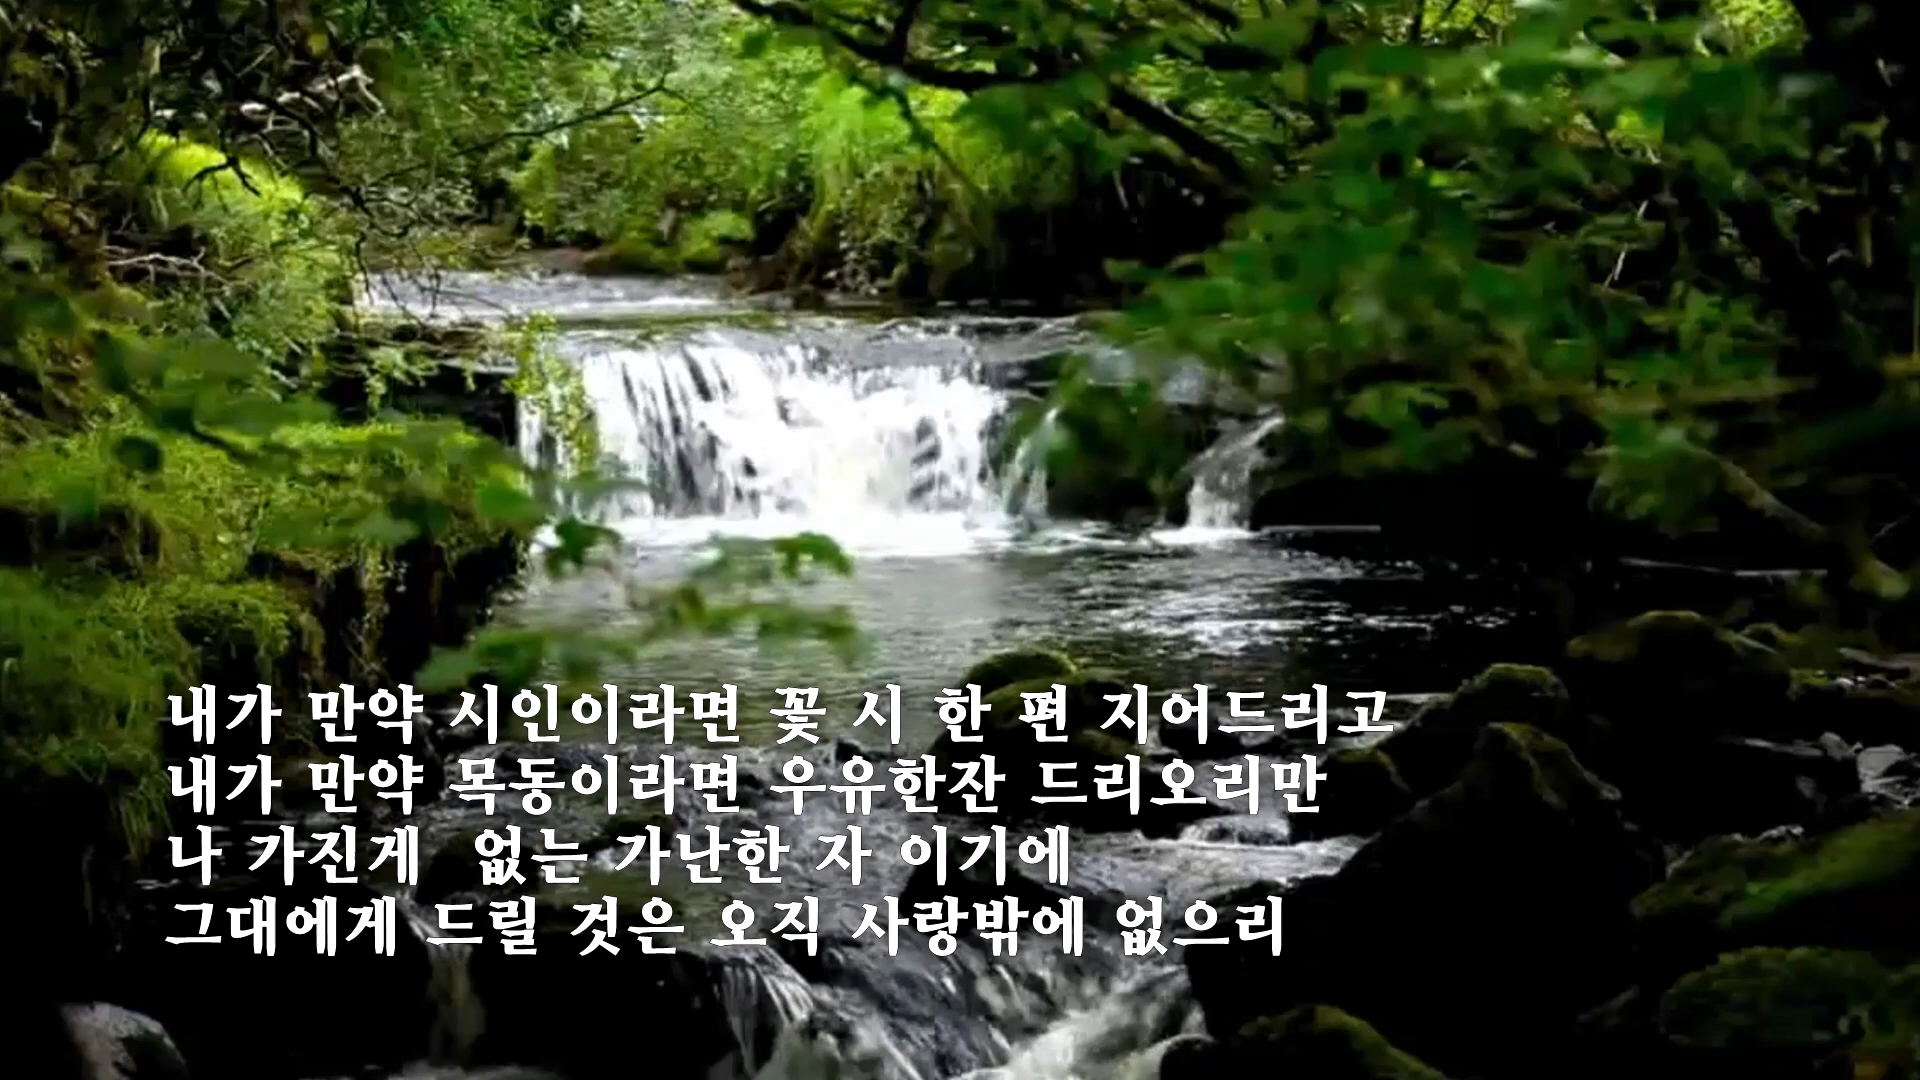 내가 만약 시인이라면 꽃 시 한 편 지어드리고
내가 만약 목동이라면 우유한잔 드리오리만
나 가진게  없는 가난한 자 이기에
그대에게 드릴 것은 오직 사랑밖에 없으리